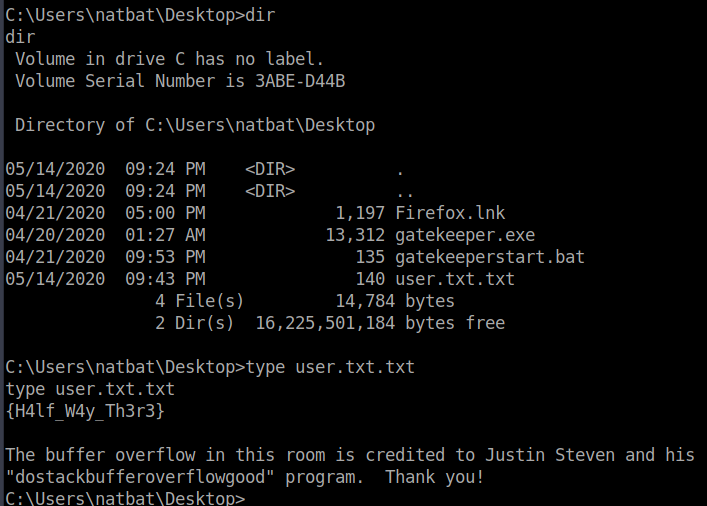 C:\Users\natbat\Desktop>dir
dir
 Volume in drive C has no label.
 Volume Serial Number is 3ABE-D44B

 Directory of C:\Users\natbat\Desktop

05/14/2020  09:24 PM    <DIR>          .
05/14/2020  09:24 PM    <DIR>          ..
04/21/2020  05:00 PM             1,197 Firefox.lnk
04/20/2020  01:27 AM            13,312 gatekeeper.exe
04/21/2020  09:53 PM               135 gatekeeperstart.bat
05/14/2020  09:43 PM               140 user.txt.txt
               4 File(s)         14,784 bytes
               2 Dir(s)  16,225,501,184 bytes free

C:\Users\natbat\Desktop>type user.txt.txt
type user.txt.txt
{H4lf_W4y_Th3r3}

The buffer overflow in this room is credited to Justin Steven and his
"dostackbufferoverflowgood" program.  Thank you!
C:\Users\natbat\Desktop>